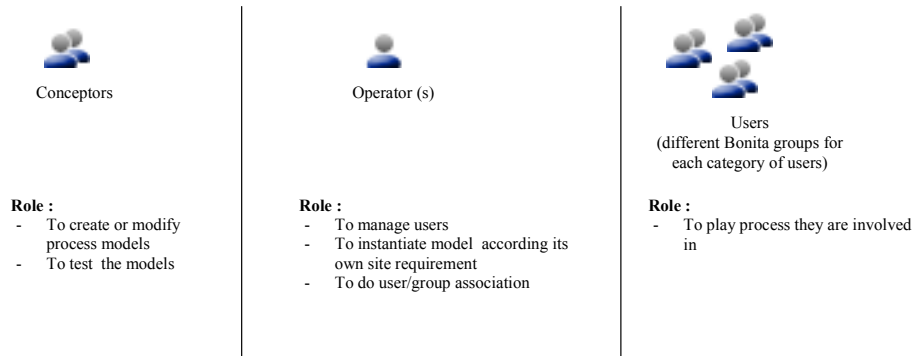 Conceptors
Role :
- To create or modify
process models
- To test the models
Operator (s)
Role :
- To manage users
- To instantiate model according its
own site requirement
- To do user/group association
Users
(different Bonita groups for
each category of users)
Role :
- To play process they are involved
in